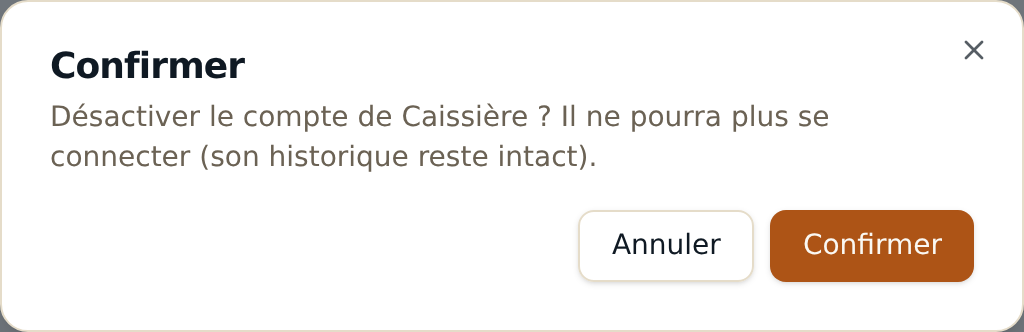 Confirmer
Désactiver le compte de Caissière ? Il ne pourra plus se
connecter (son historique reste intact).
Annuler
Confirmer